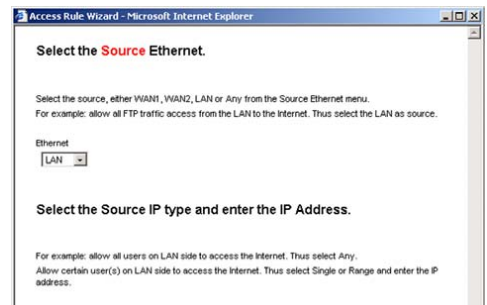 Access Rule Wizard - Microsoft Internet Explorer
Select the Source Ethernet.
Select the source, either WAN1, WAN2, LAN or Any from the Source Ethernet menu.
For example: allow all FTP traffic access from the LAN to the Internet. Thus select the LAN as source.
Ethernet
LAN
Select the Source IP type and enter the IP Address.
For example: allow all users on LAN side to access the Internet. Thus select Any.
Allow certain user(s) on LAN side to access the Internet. Thus select Single or Range and enter the IP
address.